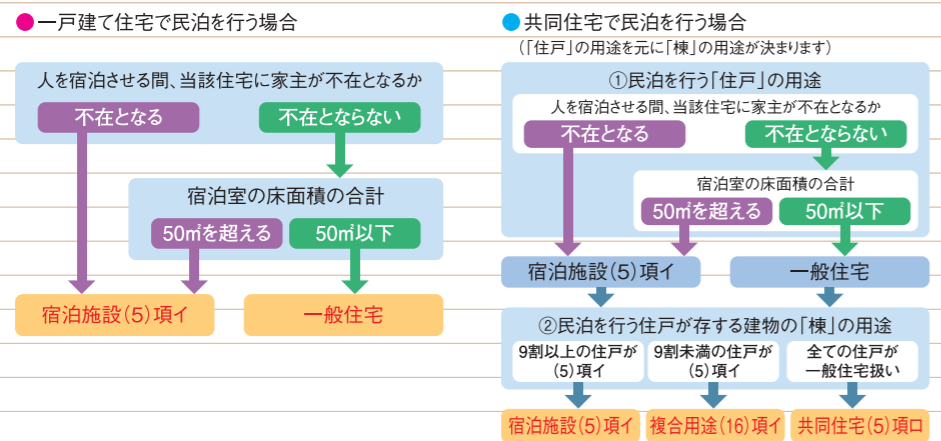 ●一戸建て住宅で民泊を行う場合
人を宿泊させる間、当該住宅に家主が不在となるか
不在となる
不在とならない
宿泊室の床面積の合計
50㎡を超える
50㎡以下
宿泊施設(5)項イ
一般住宅
●共同住宅で民泊を行う場合
(「住戸」の用途を元に「棟」の用途が決まります)
①民泊を行う「住戸」の用途
人を宿泊させる間、当該住宅に家主が不在となるか
不在となる
不在とならない
宿泊室の床面積の合計
50㎡を超える
50㎡以下
宿泊施設(5)項イ
一般住宅
②民泊を行う住戸が存する建物の「棟」の用途
9割以上の住戸が
(5)項イ
9割未満の住戸が
(5)項イ
全ての住戸が
一般住宅扱い
宿泊施設(5)項イ
複合用途(16)項イ
共同住宅(5)項ロ